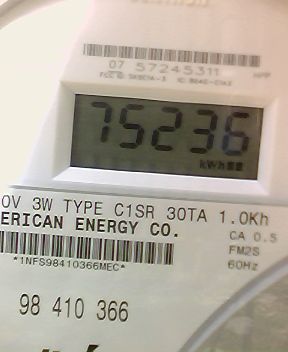 07 57245311
75236
kWh
0V 3W TYPE C1SR 30TA 1.0Kh
ERICAN ENERGY CO.
CA 0.5
FM2S
*1NFS98410366MEC*
60Hz
98 410 366